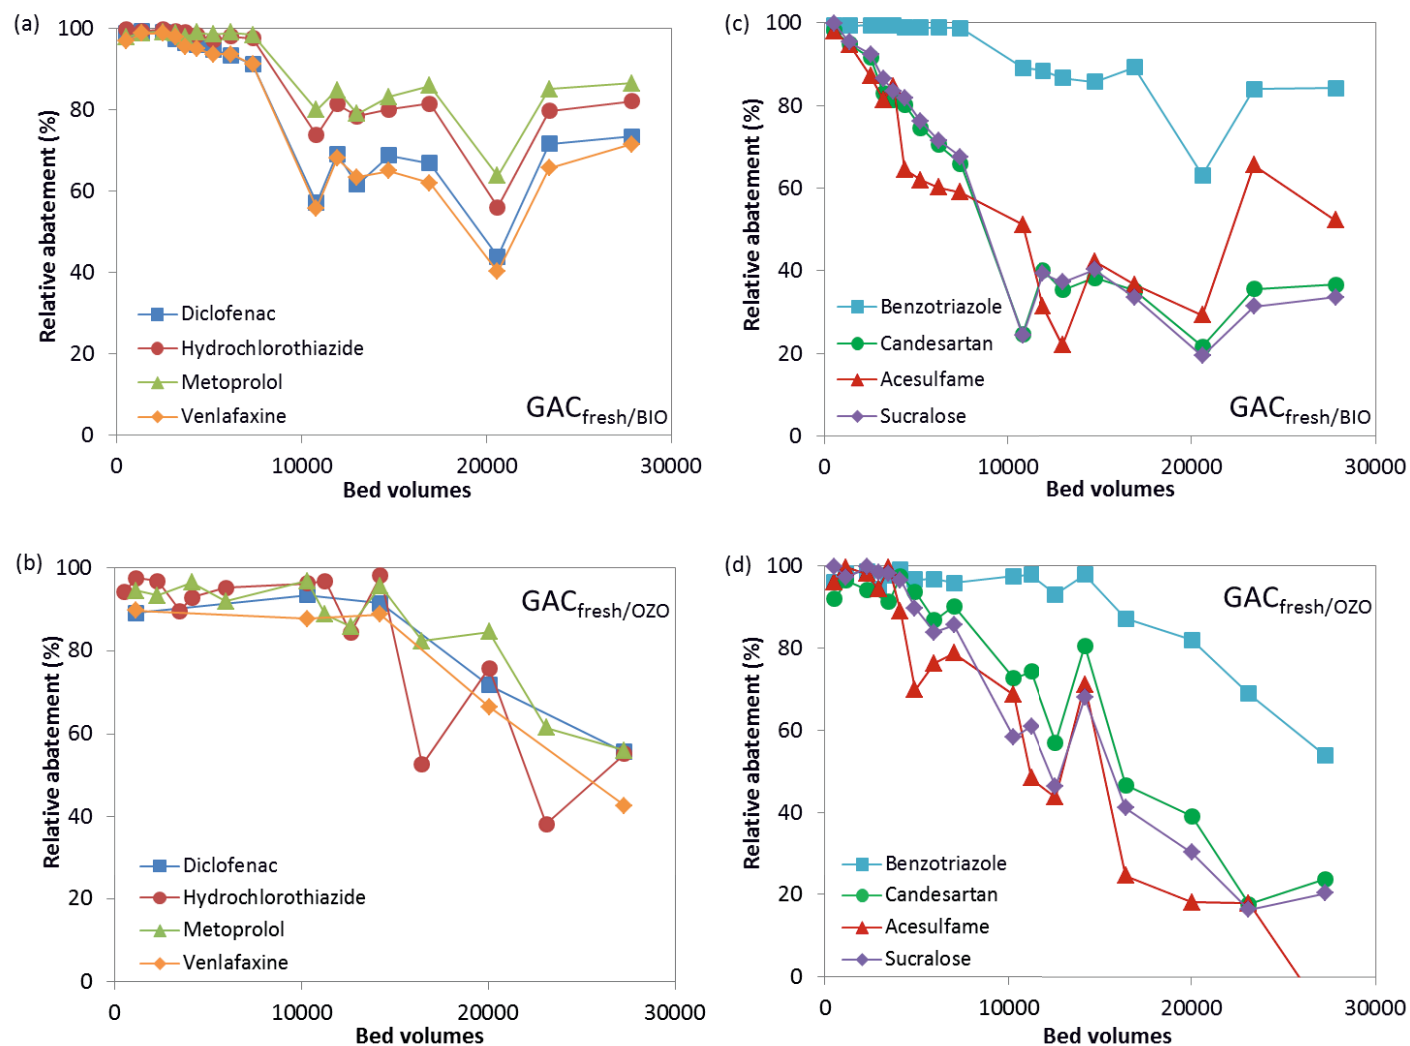 (a)
100
80
60
40
20
0
Relative abatement (%)
Diclofenac
Hydrochlorothiazide
Metoprolol
Venlafaxine
GACfresh/BIO
0 10000 20000 30000
Bed volumes
(c)
100
80
60
40
20
0
Relative abatement (%)
Benzotriazole
Candesartan
Acesulfame
Sucralose
GACfresh/BIO
0 10000 20000 30000
Bed volumes
(b)
100
80
60
40
20
0
Relative abatement (%)
GACfresh/OZO
Diclofenac
Hydrochlorothiazide
Metoprolol
Venlafaxine
0 10000 20000 30000
Bed volumes
(d)
100
80
60
40
20
0
Relative abatement (%)
GACfresh/OZO
Benzotriazole
Candesartan
Acesulfame
Sucralose
0 10000 20000 30000
Bed volumes